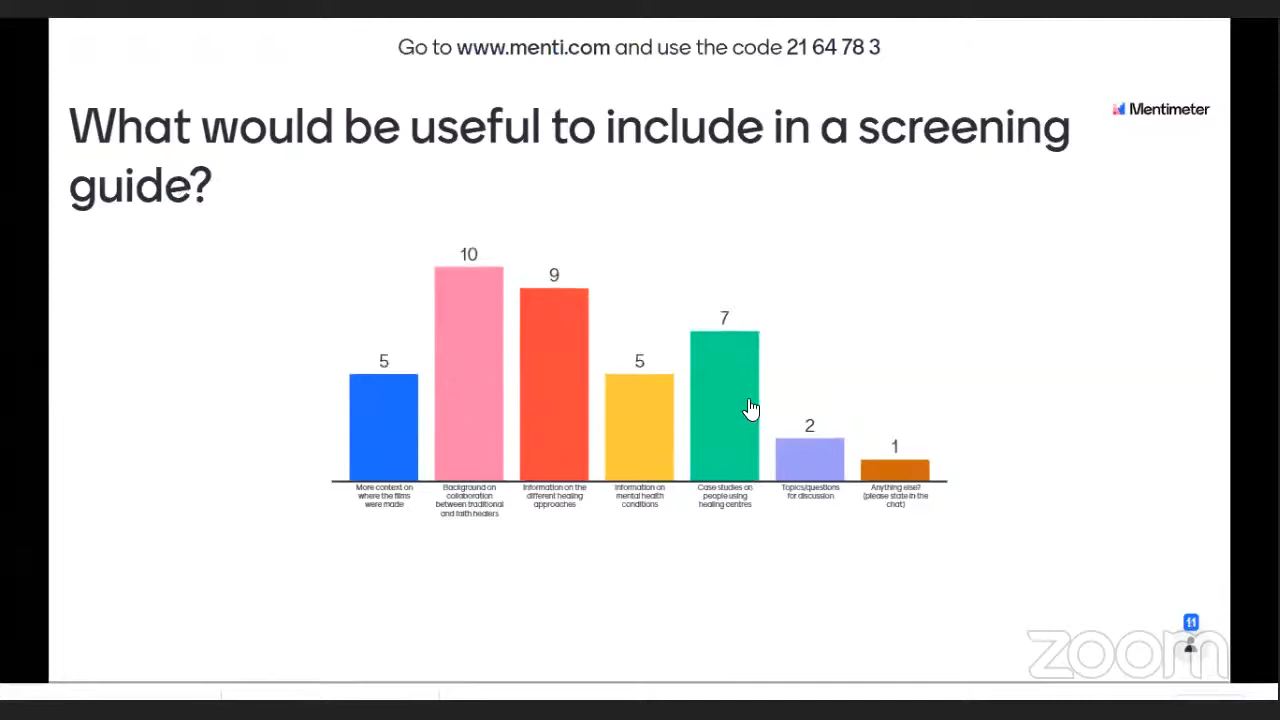 Go to www.menti.com and use the code 21 64 78 3
Mentimeter
What would be useful to include in a screening
guide?
10
9
7
5
5
2
1
More context on
where the films
were made
Background on
collaboration
between traditional
and faith healers
Information on the
different healing
approaches
Information on
mental health
conditions
Case studies on
people using
healing centres
Topics/questions
for discussion
Anything else?
(please state in the
chat)
11
zoom